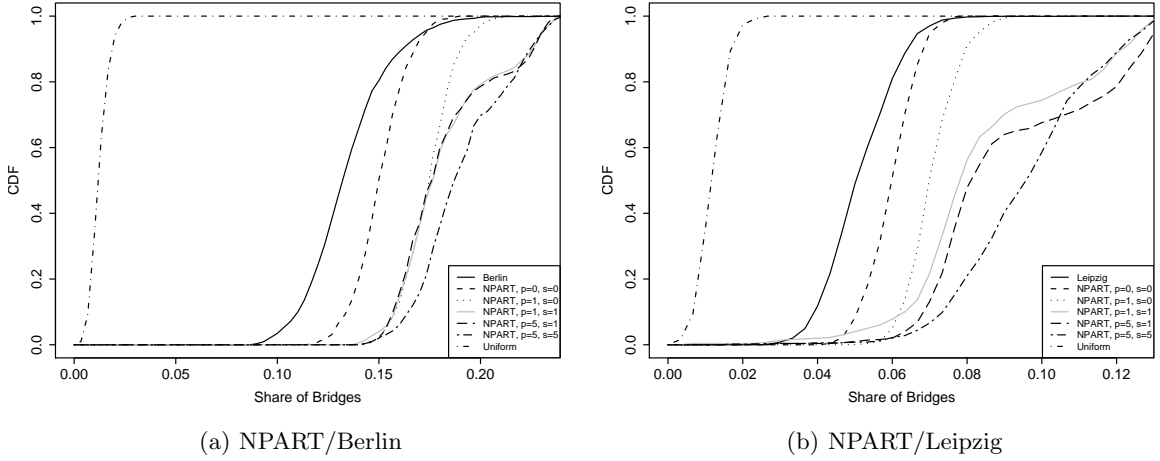 CDF
1.0
0.8
0.6
0.4
0.2
0.0
0.00
0.05
0.10
0.15
0.20
Share of Bridges
Berlin
NPART, p=0, s=0
NPART, p=1, s=0
NPART, p=1, s=1
NPART, p=5, s=1
NPART, p=5, s=5
Uniform
(a) NPART/Berlin
CDF
1.0
0.8
0.6
0.4
0.2
0.0
0.00
0.02
0.04
0.06
0.08
0.10
0.12
Share of Bridges
Leipzig
NPART, p=0, s=0
NPART, p=1, s=0
NPART, p=1, s=1
NPART, p=5, s=1
NPART, p=5, s=5
Uniform
(b) NPART/Leipzig